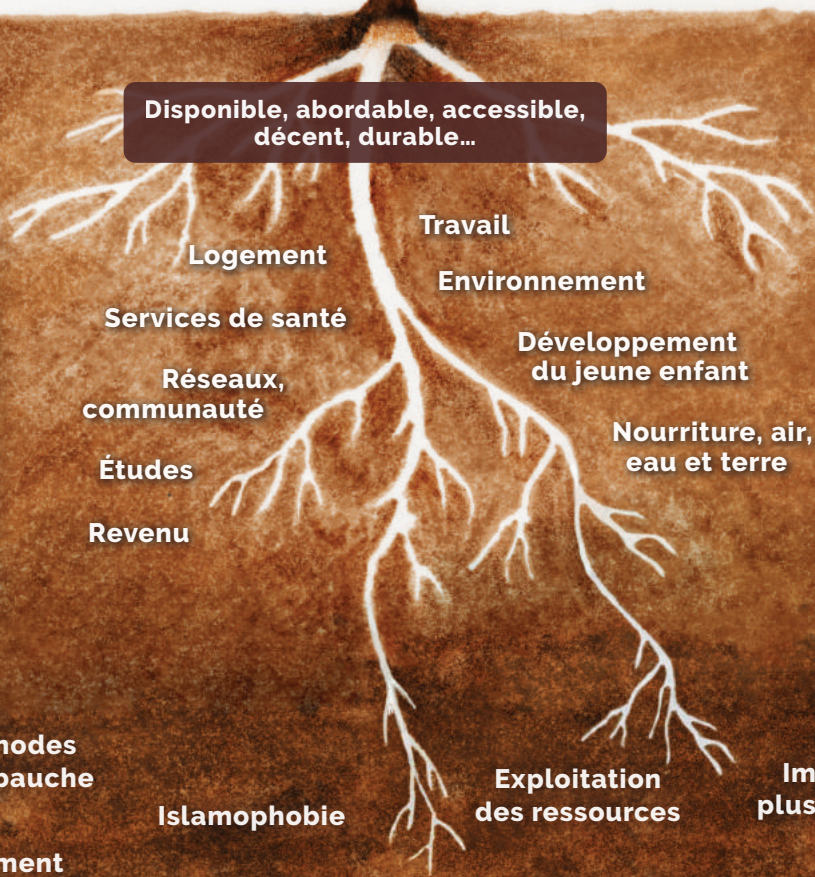 Disponible, abordable, accessible,
décent, durable…
Travail
Logement
Environnement
Services de santé
Développement
du jeune enfant
Réseaux,
communauté
Nourriture, air,
eau et terre
Études
Revenu
Exploitation
des ressources
Islamophobie
plus